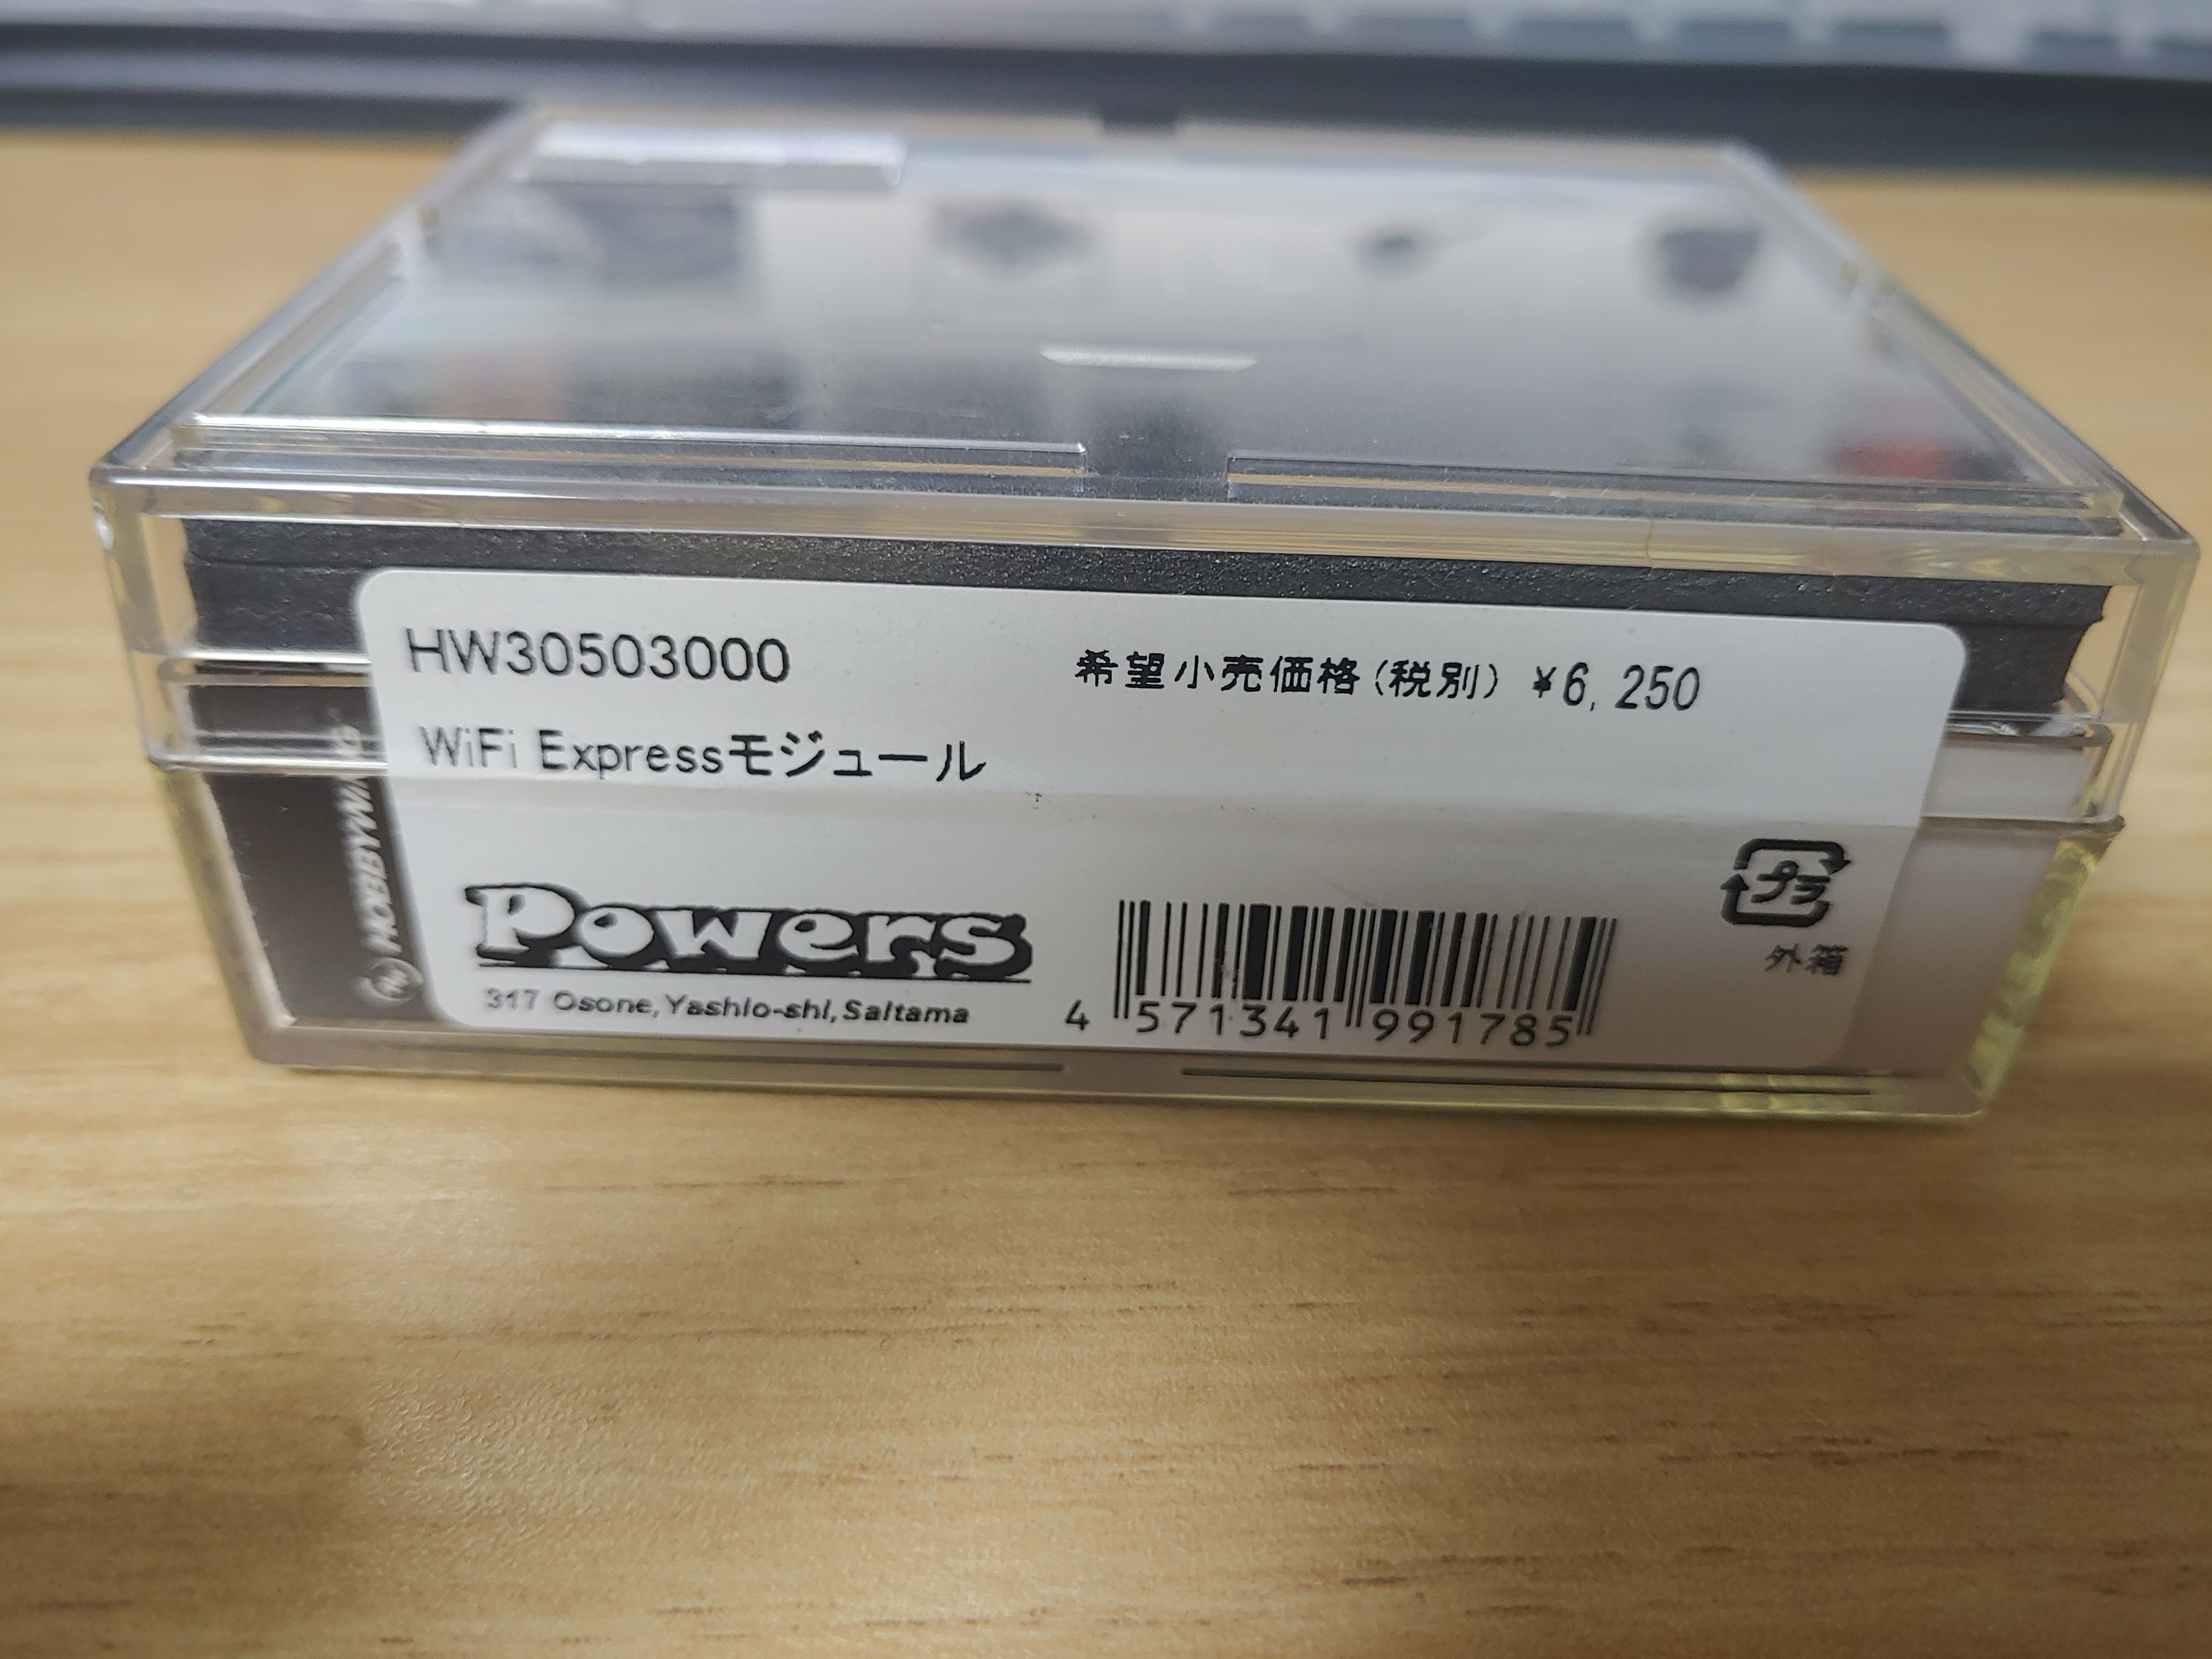 HW30503000
希望小売価格(税別) ¥6, 250
WiFi Expressモジュール
HOBBYWING
Powers
317 Osone,Yashio-shi,Saitama
4 571341 991785
プラ
外箱